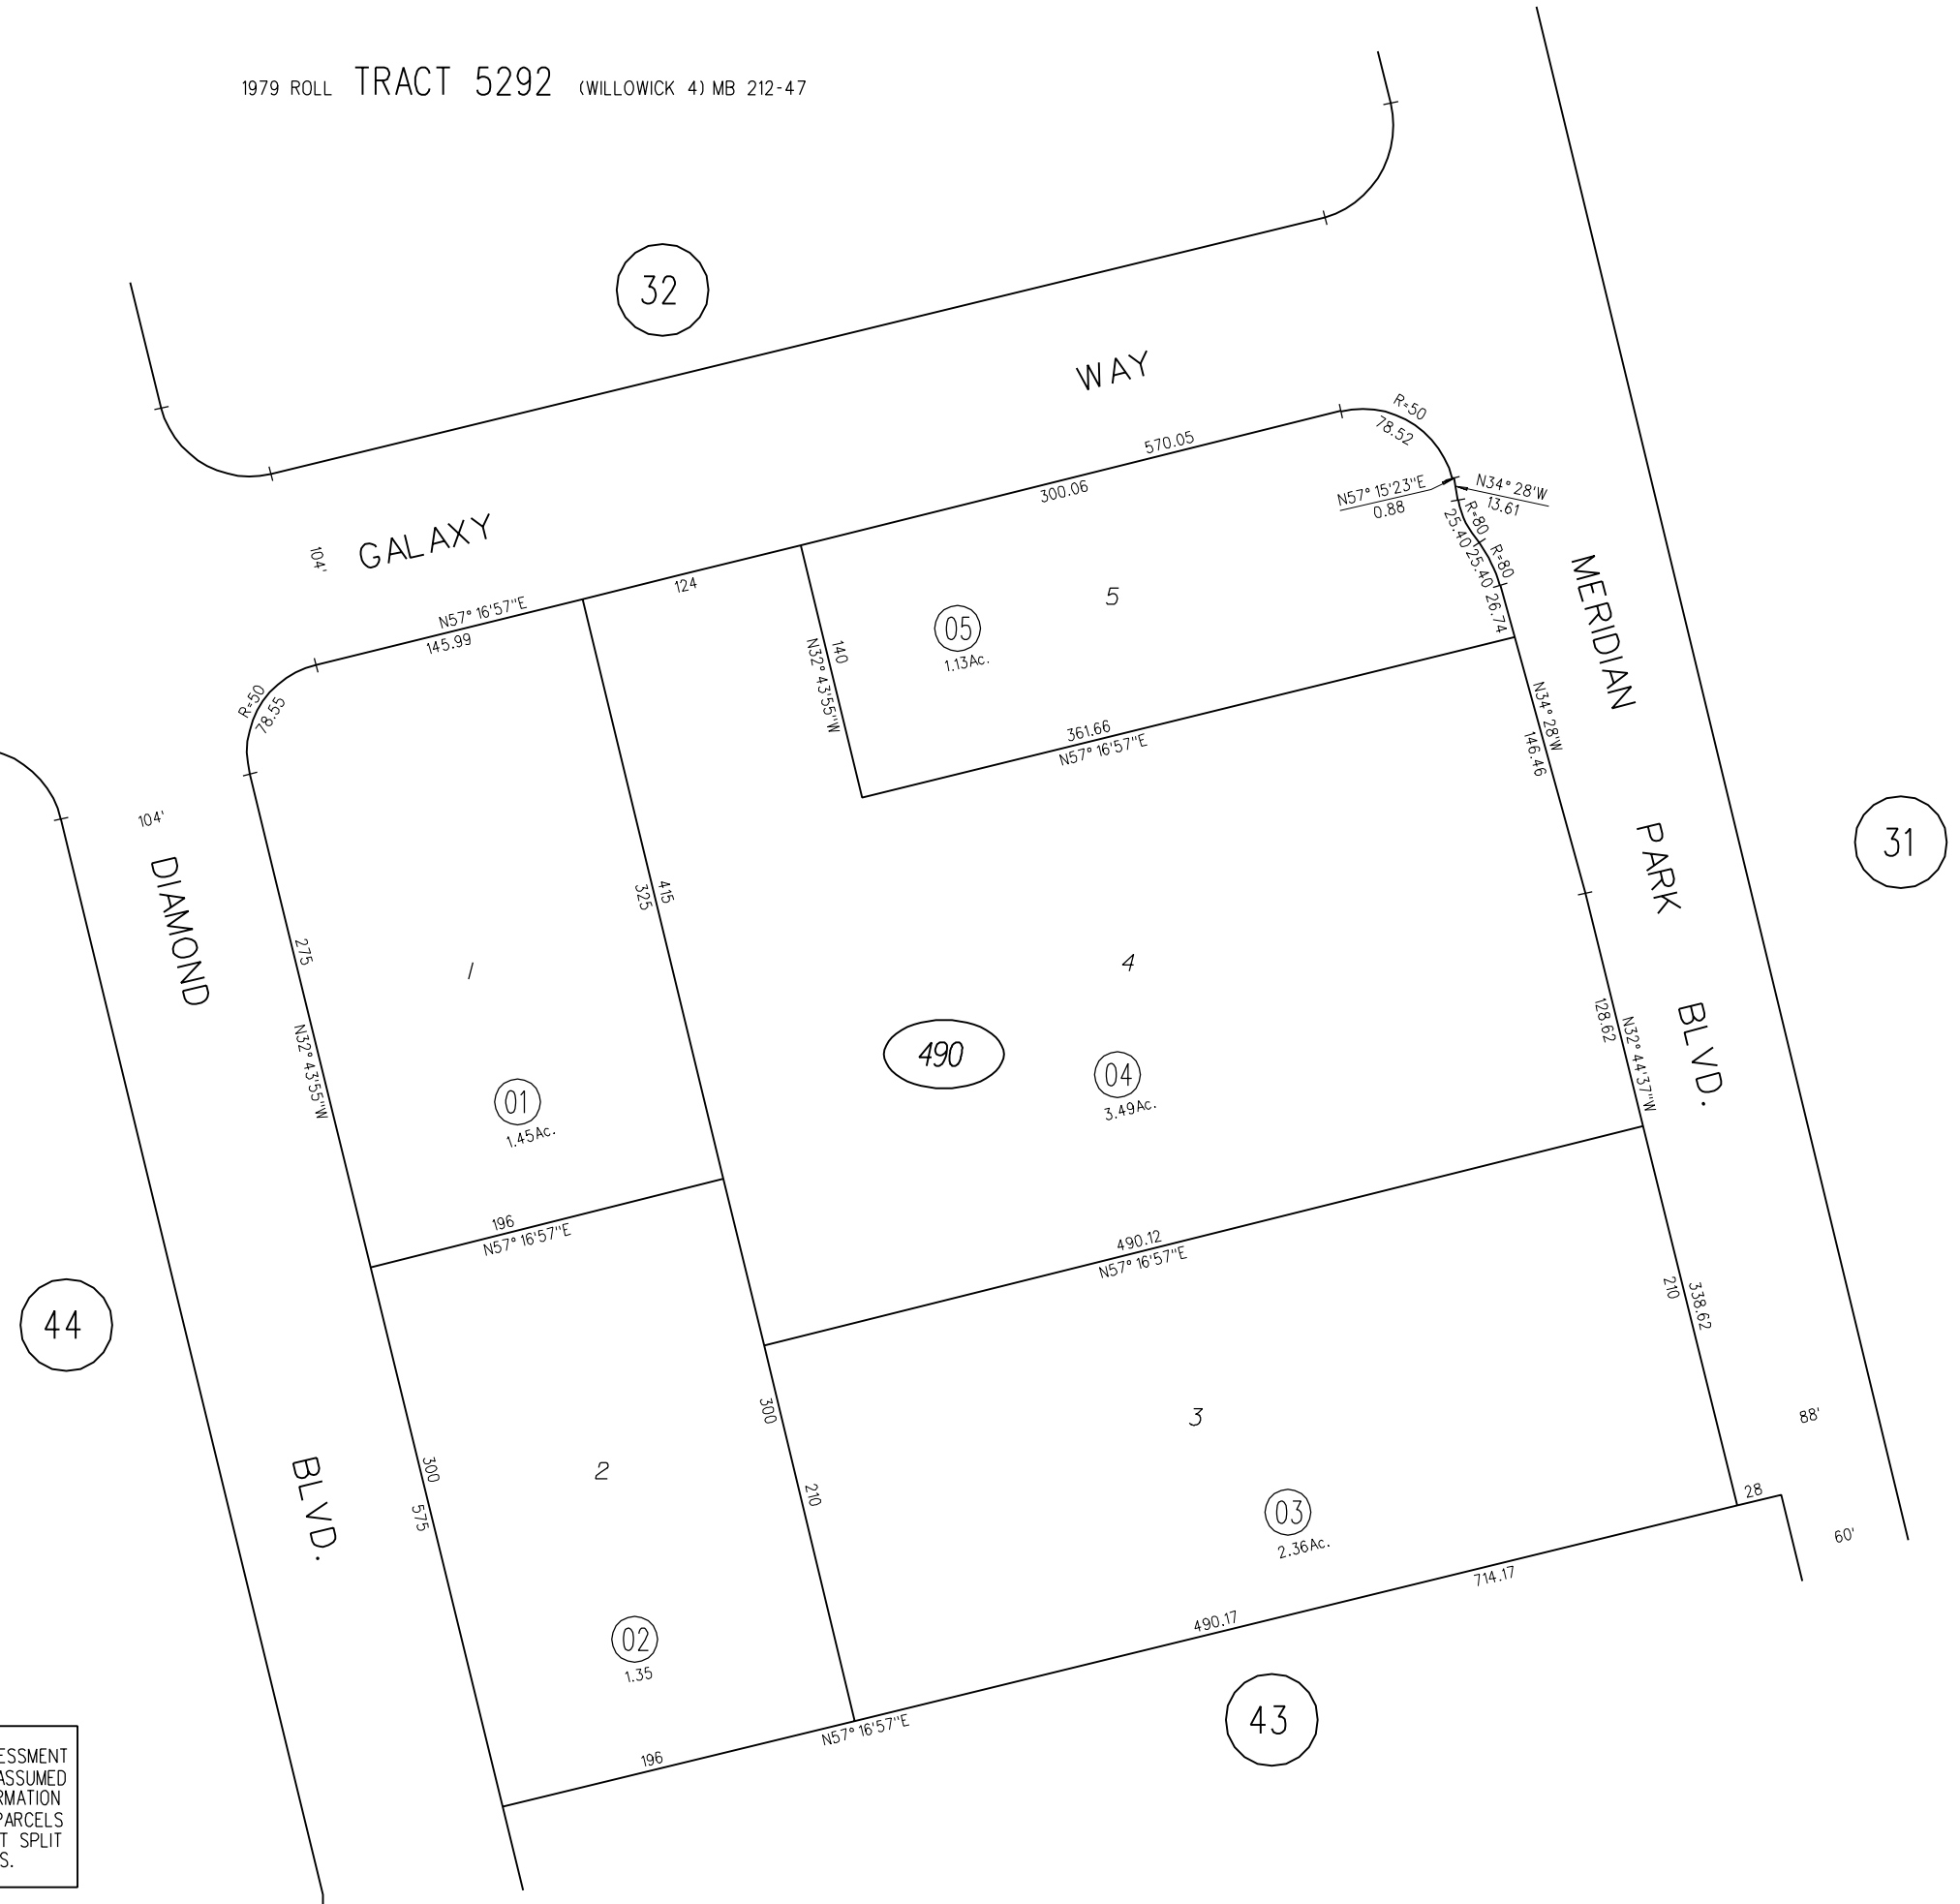 1979 ROLL TRACT 5292 (WILLOWICK 4) MB 212-47
32
WAY
GALAXY
104'
R=50
78.52
570.05
300.06
N57° 15'23"E
0.88
N34° 28'W
13.61
R=80
25.40
R=80
25.40
26.74
124
N57° 16'57"E
145.99
R=50
78.55
5
05
1.13Ac.
140
N32° 43'55"W
361.66
N57° 16'57"E
MERIDIAN
PARK
BLVD.
N34° 28'W
146.46
31
104'
DIAMOND
BLVD.
275
N32° 43'55"W
1
01
1.45Ac.
415
325
4
490
04
3.49Ac.
128.62
N32° 44'37"W
196
N57° 16'57"E
490.12
N57° 16'57"E
44
210
338.62
300
575
2
02
1.35
300
210
3
03
2.36Ac.
88'
28
60'
714.17
490.17
N57° 16'57"E
196
43
ESSMENT
ASSUMED
RMATION
PARCELS
T SPLIT
S.